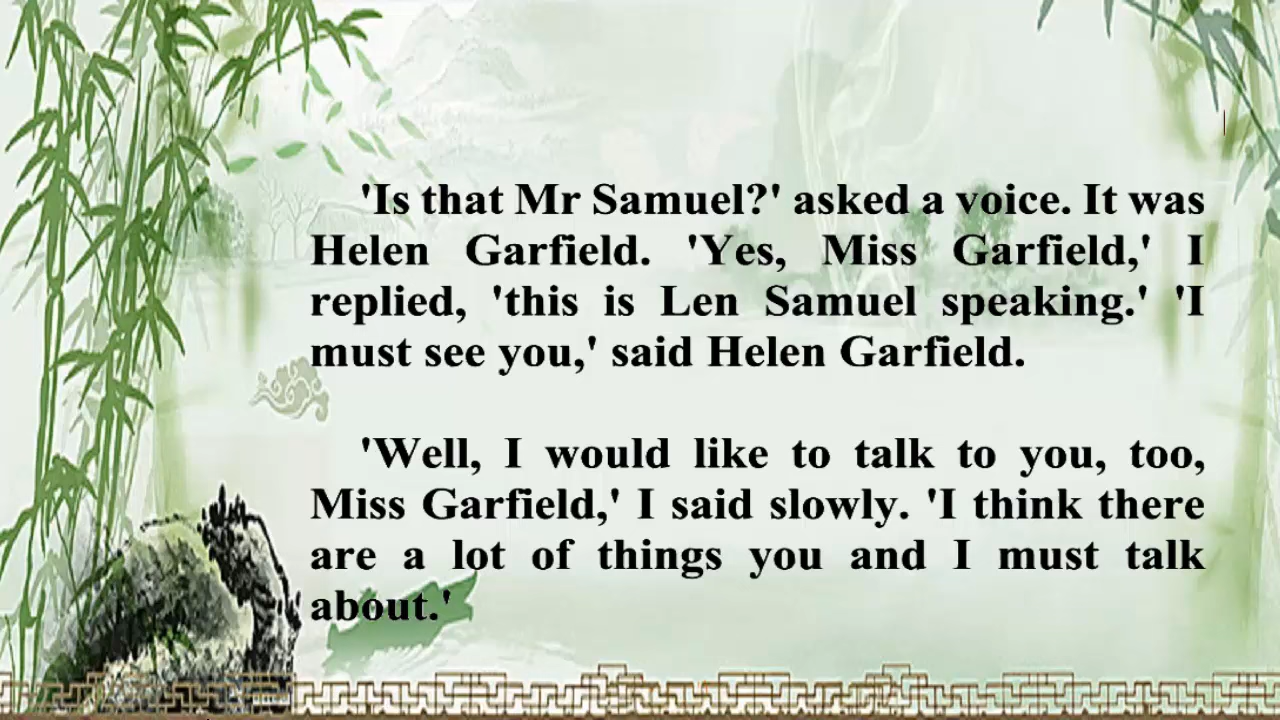 'Is that Mr Samuel?' asked a voice. It was
Helen Garfield. 'Yes, Miss Garfield,' I
replied, 'this is Len Samuel speaking.' 'I
must see you,' said Helen Garfield.
'Well, I would like to talk to you, too,
Miss Garfield,' I said slowly. 'I think there
are a lot of things you and I must talk
about.'